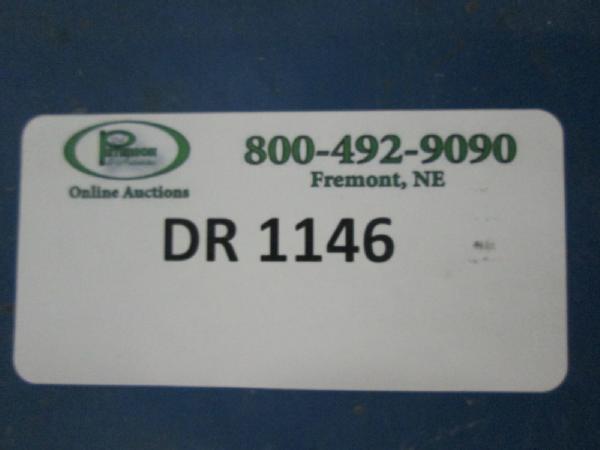 800-492-9090
Fremont, NE
Online Auctions
DR 1146